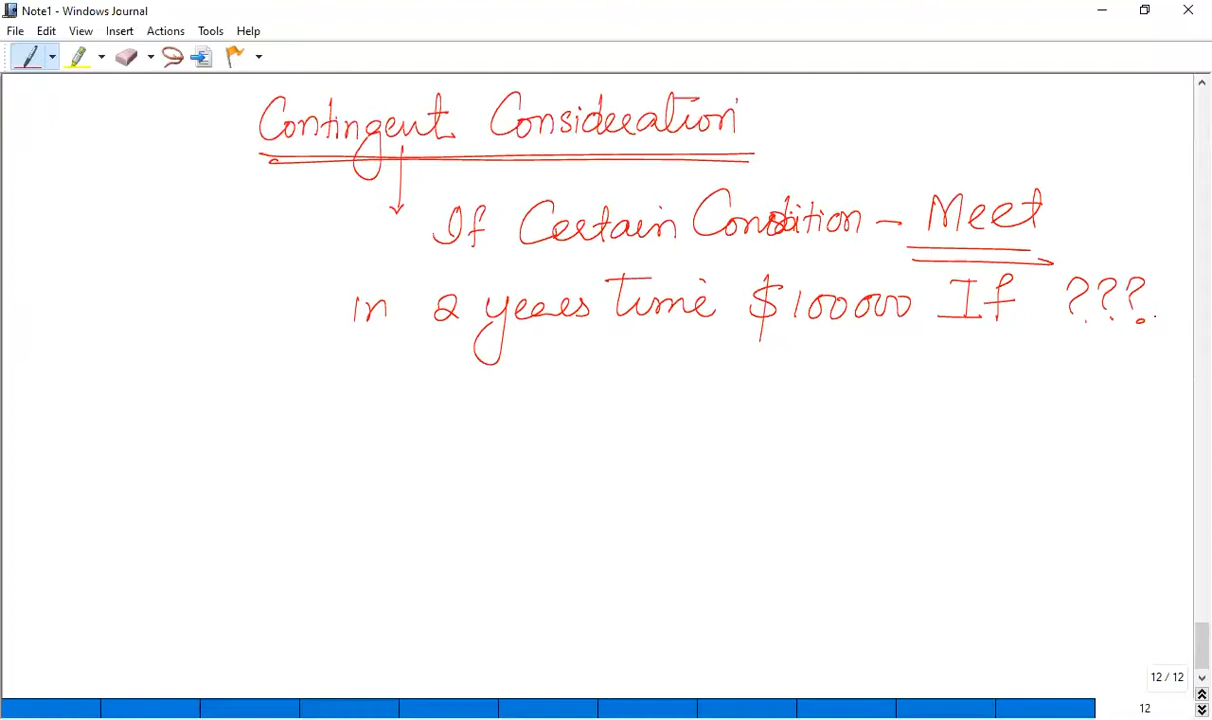 Note1 - Windows Journal
File Edit View Insert Actions Tools Help
Contingent Consideration
If Certain Condition - Meet
in 2 years time $100000 If ???
12 / 12
12